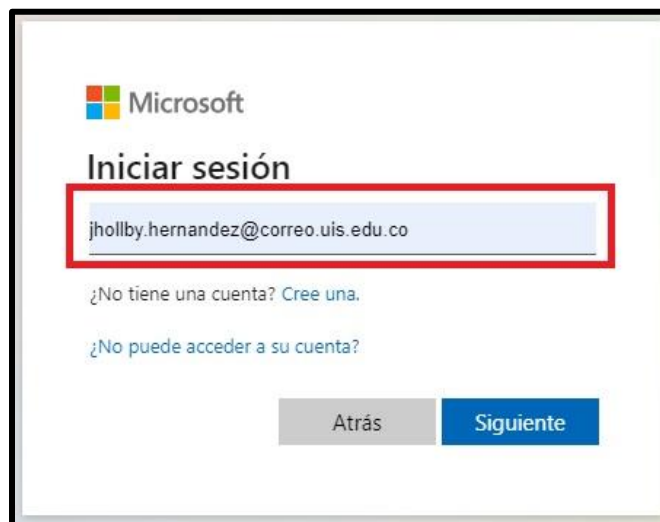 Microsoft
Iniciar sesión
jhollby.hernandez@correo.uis.edu.co
¿No tiene una cuenta? Cree una.
¿No puede acceder a su cuenta?
Atrás Siguiente